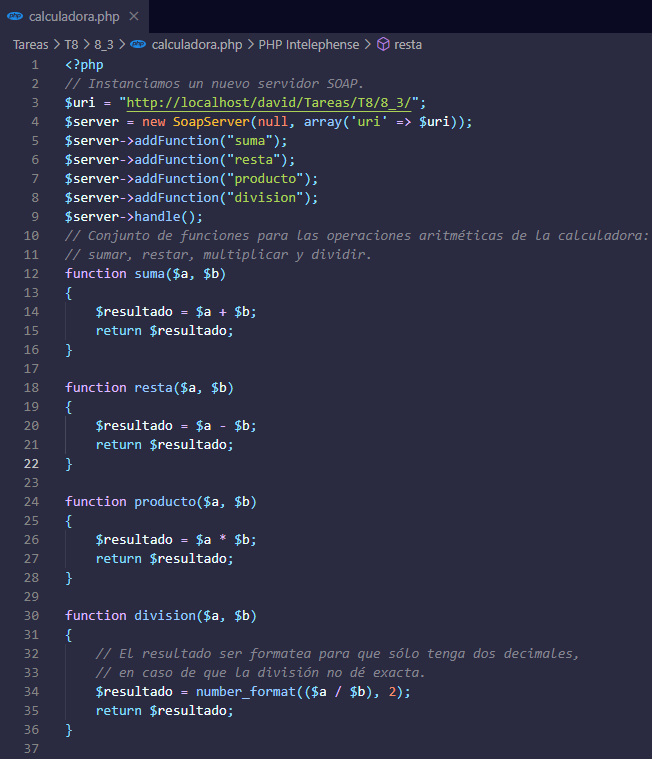 php calculadora.php ×
Tareas > T8 > 8_3 > php calculadora.php > PHP Intelephense > resta
1 <?php
2 // Instanciamos un nuevo servidor SOAP.
3 $uri = "http://localhost/david/Tareas/T8/8_3/";
4 $server = new SoapServer(null, array('uri' => $uri));
5 $server->addFunction("suma");
6 $server->addFunction("resta");
7 $server->addFunction("producto");
8 $server->addFunction("division");
9 $server->handle();
10 // Conjunto de funciones para las operaciones aritméticas de la calculadora:
11 // sumar, restar, multiplicar y dividir.
12 function suma($a, $b)
13 {
14     $resultado = $a + $b;
15     return $resultado;
16 }
17
18 function resta($a, $b)
19 {
20     $resultado = $a - $b;
21     return $resultado;
22 }
23
24 function producto($a, $b)
25 {
26     $resultado = $a * $b;
27     return $resultado;
28 }
29
30 function division($a, $b)
31 {
32     // El resultado ser formatea para que sólo tenga dos decimales,
33     // en caso de que la división no dé exacta.
34     $resultado = number_format(($a / $b), 2);
35     return $resultado;
36 }
37